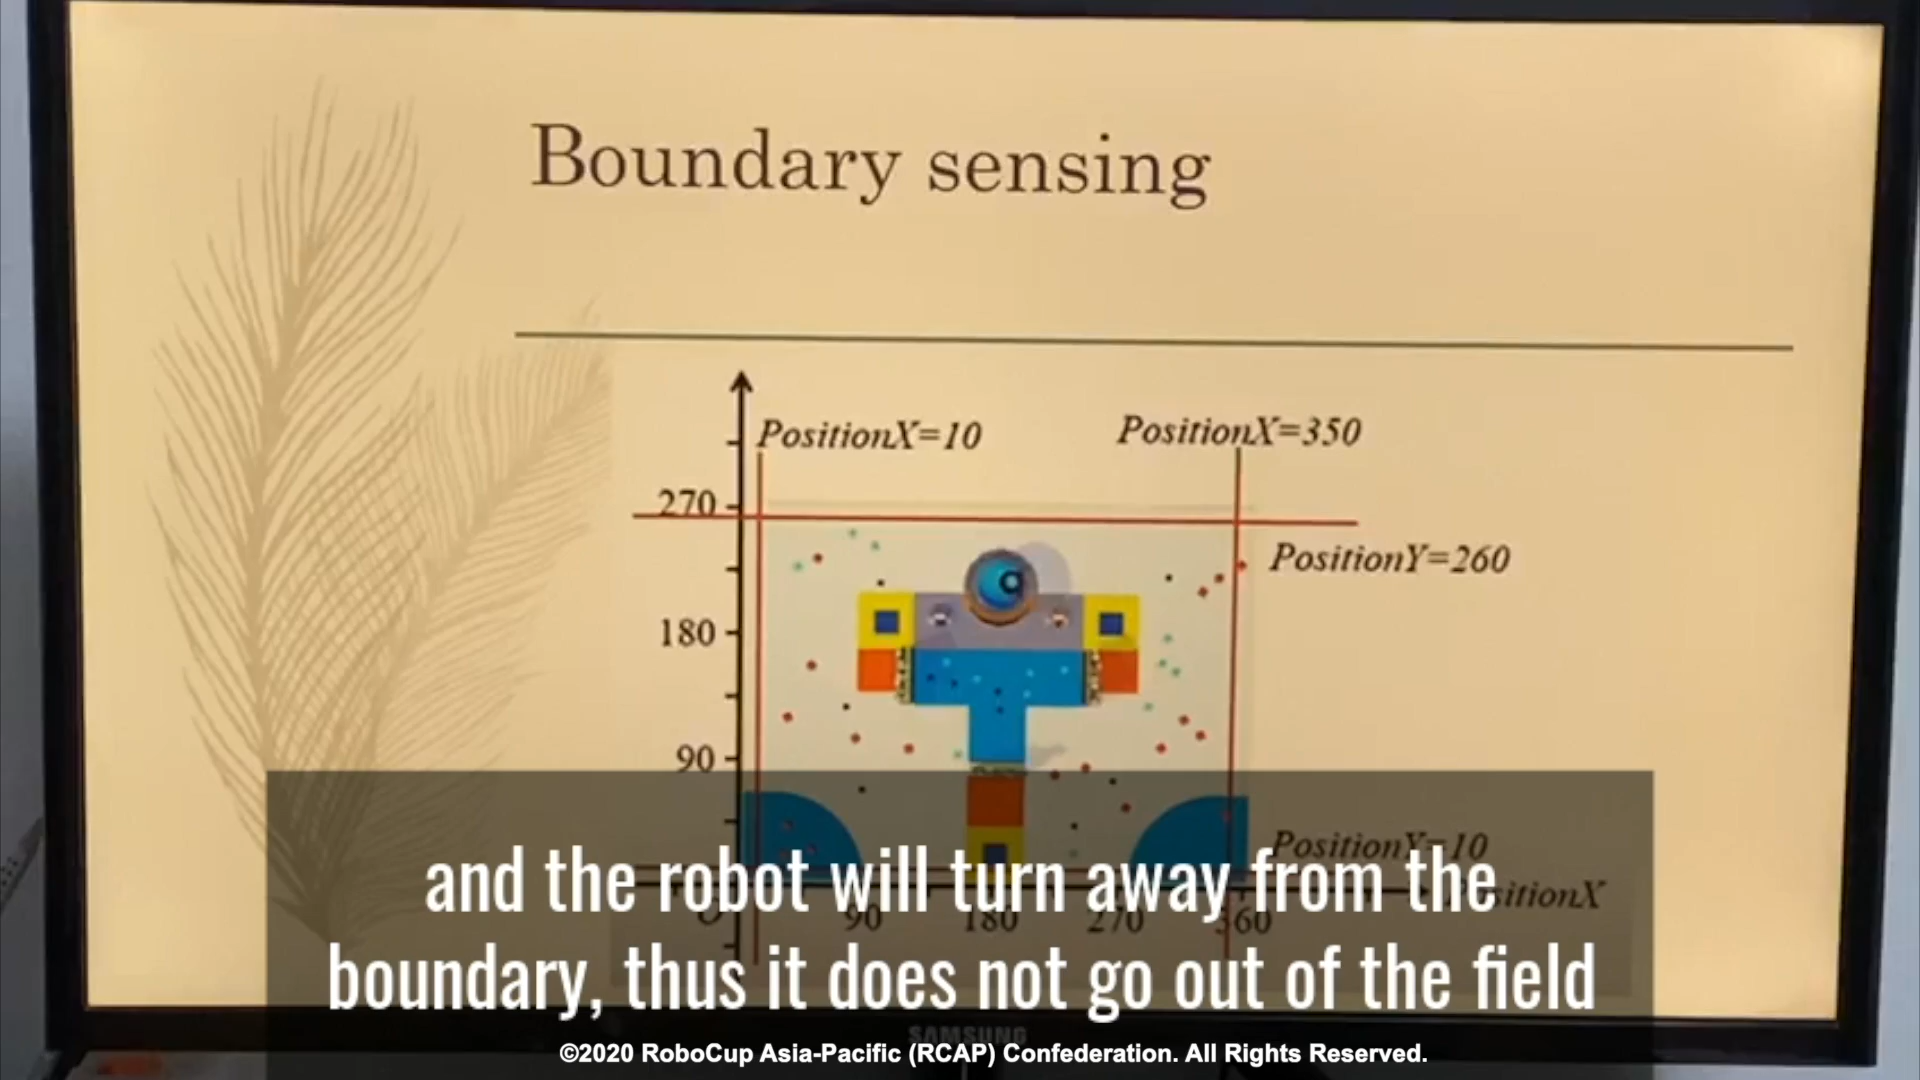 Boundary sensing
PositionX=10
PositionX=350
270
PositionY=260
180
90
PositionY=10
and the robot will turn away from the
PositionX
O
90
180
270
360
boundary, thus it does not go out of the field
SAMSUNG
©2020 RoboCup Asia-Pacific (RCAP) Confederation. All Rights Reserved.